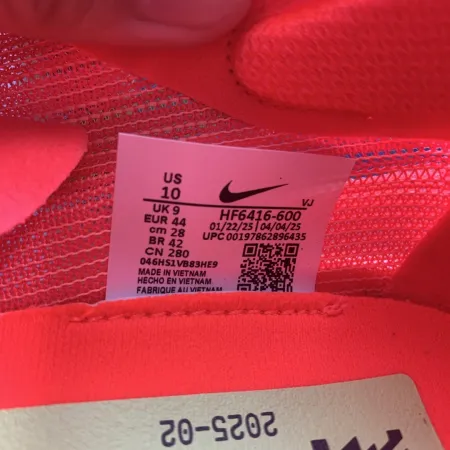 US
10
UK 9
EUR 44
cm 28
BR 42
CN 280
VJ
HF6416-600
01/22/25 | 04/04/25
UPC 00197862896435
046HS1VB83HE9
MADE IN VIETNAM
HECHO EN VIETNAM
FABRIQUÉ AU VIETNAM
2025-02